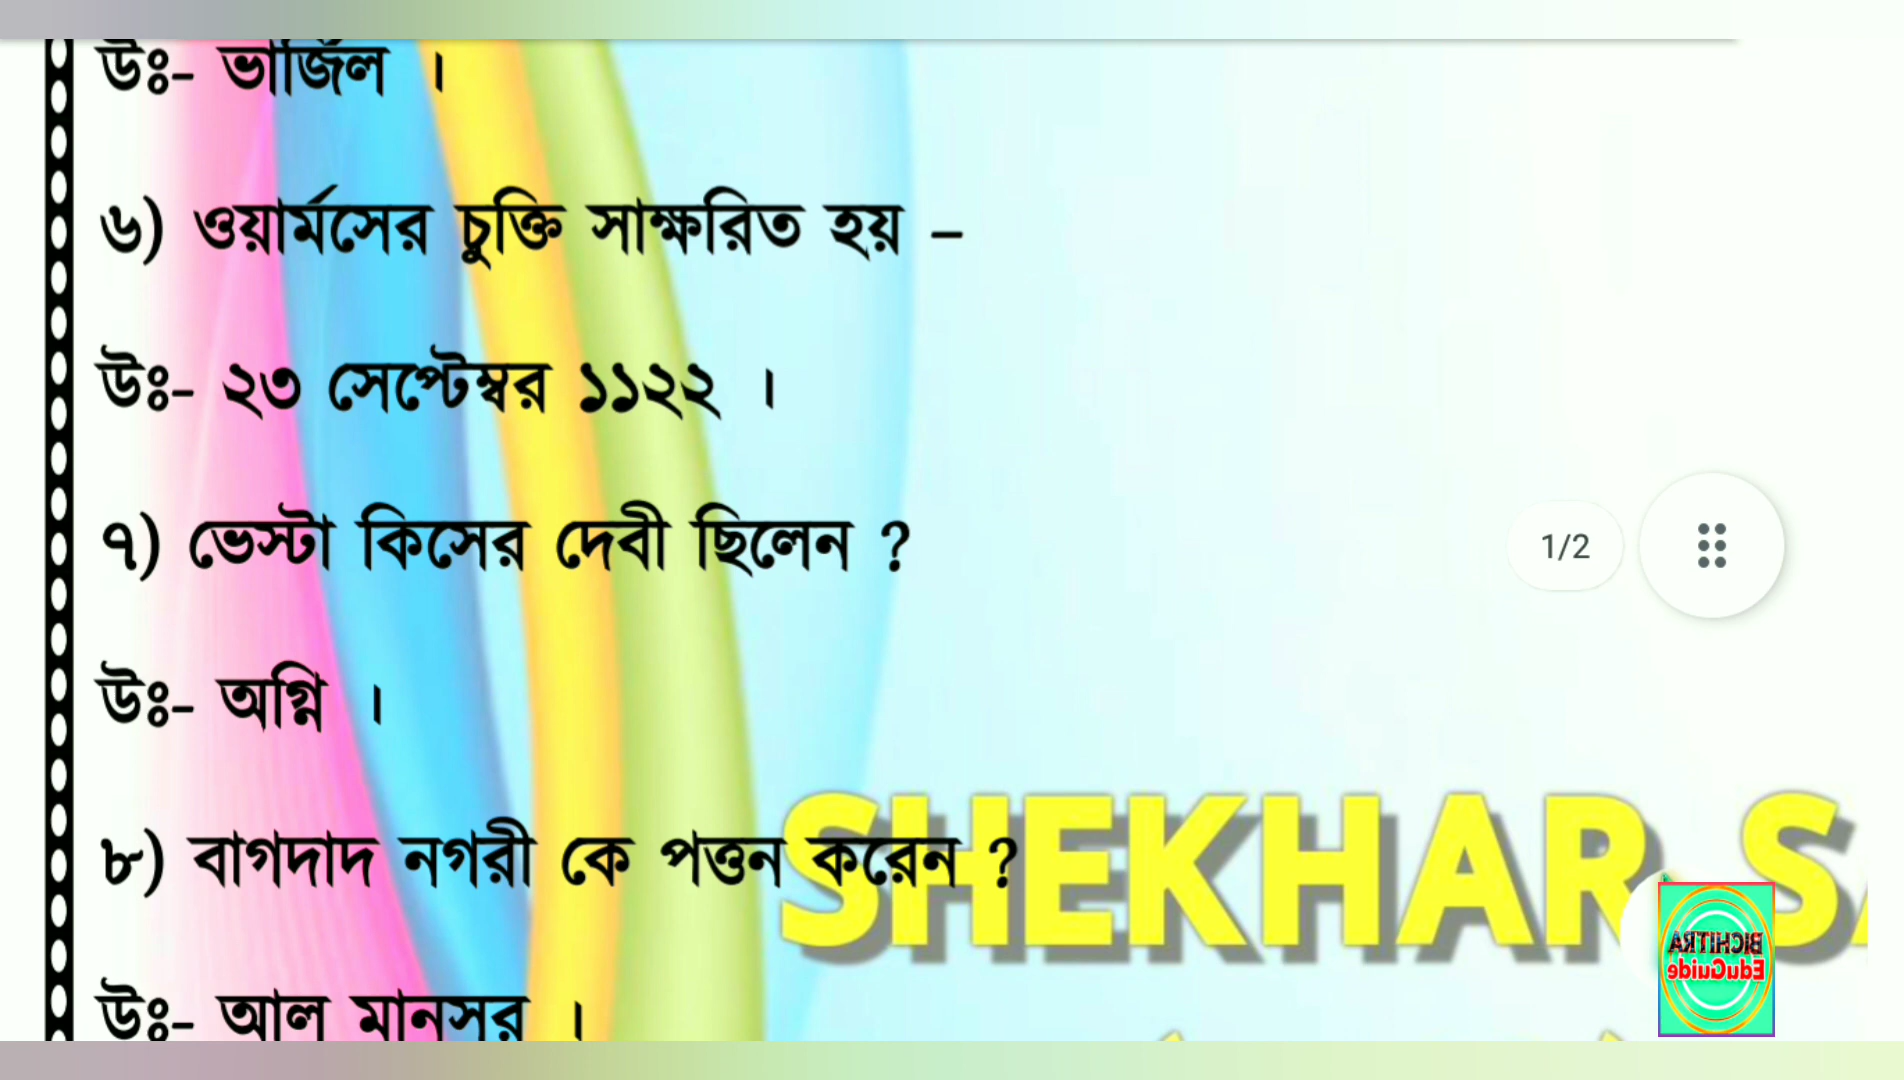 উঃ- ভার্জিল ।
৬) ওয়ার্মসের চুক্তি সাক্ষরিত হয় –
উঃ- ২৩ সেপ্টেম্বর ১১২২ ।
৭) ভেস্টা কিসের দেবী ছিলেন ?
1/2
উঃ- অগ্নি ।
৮) বাগদাদ নগরী কে পত্তন করেন ?
SHEKHAR SA
BICHITRA
EduGuide
উঃ- আল মানসুর ।